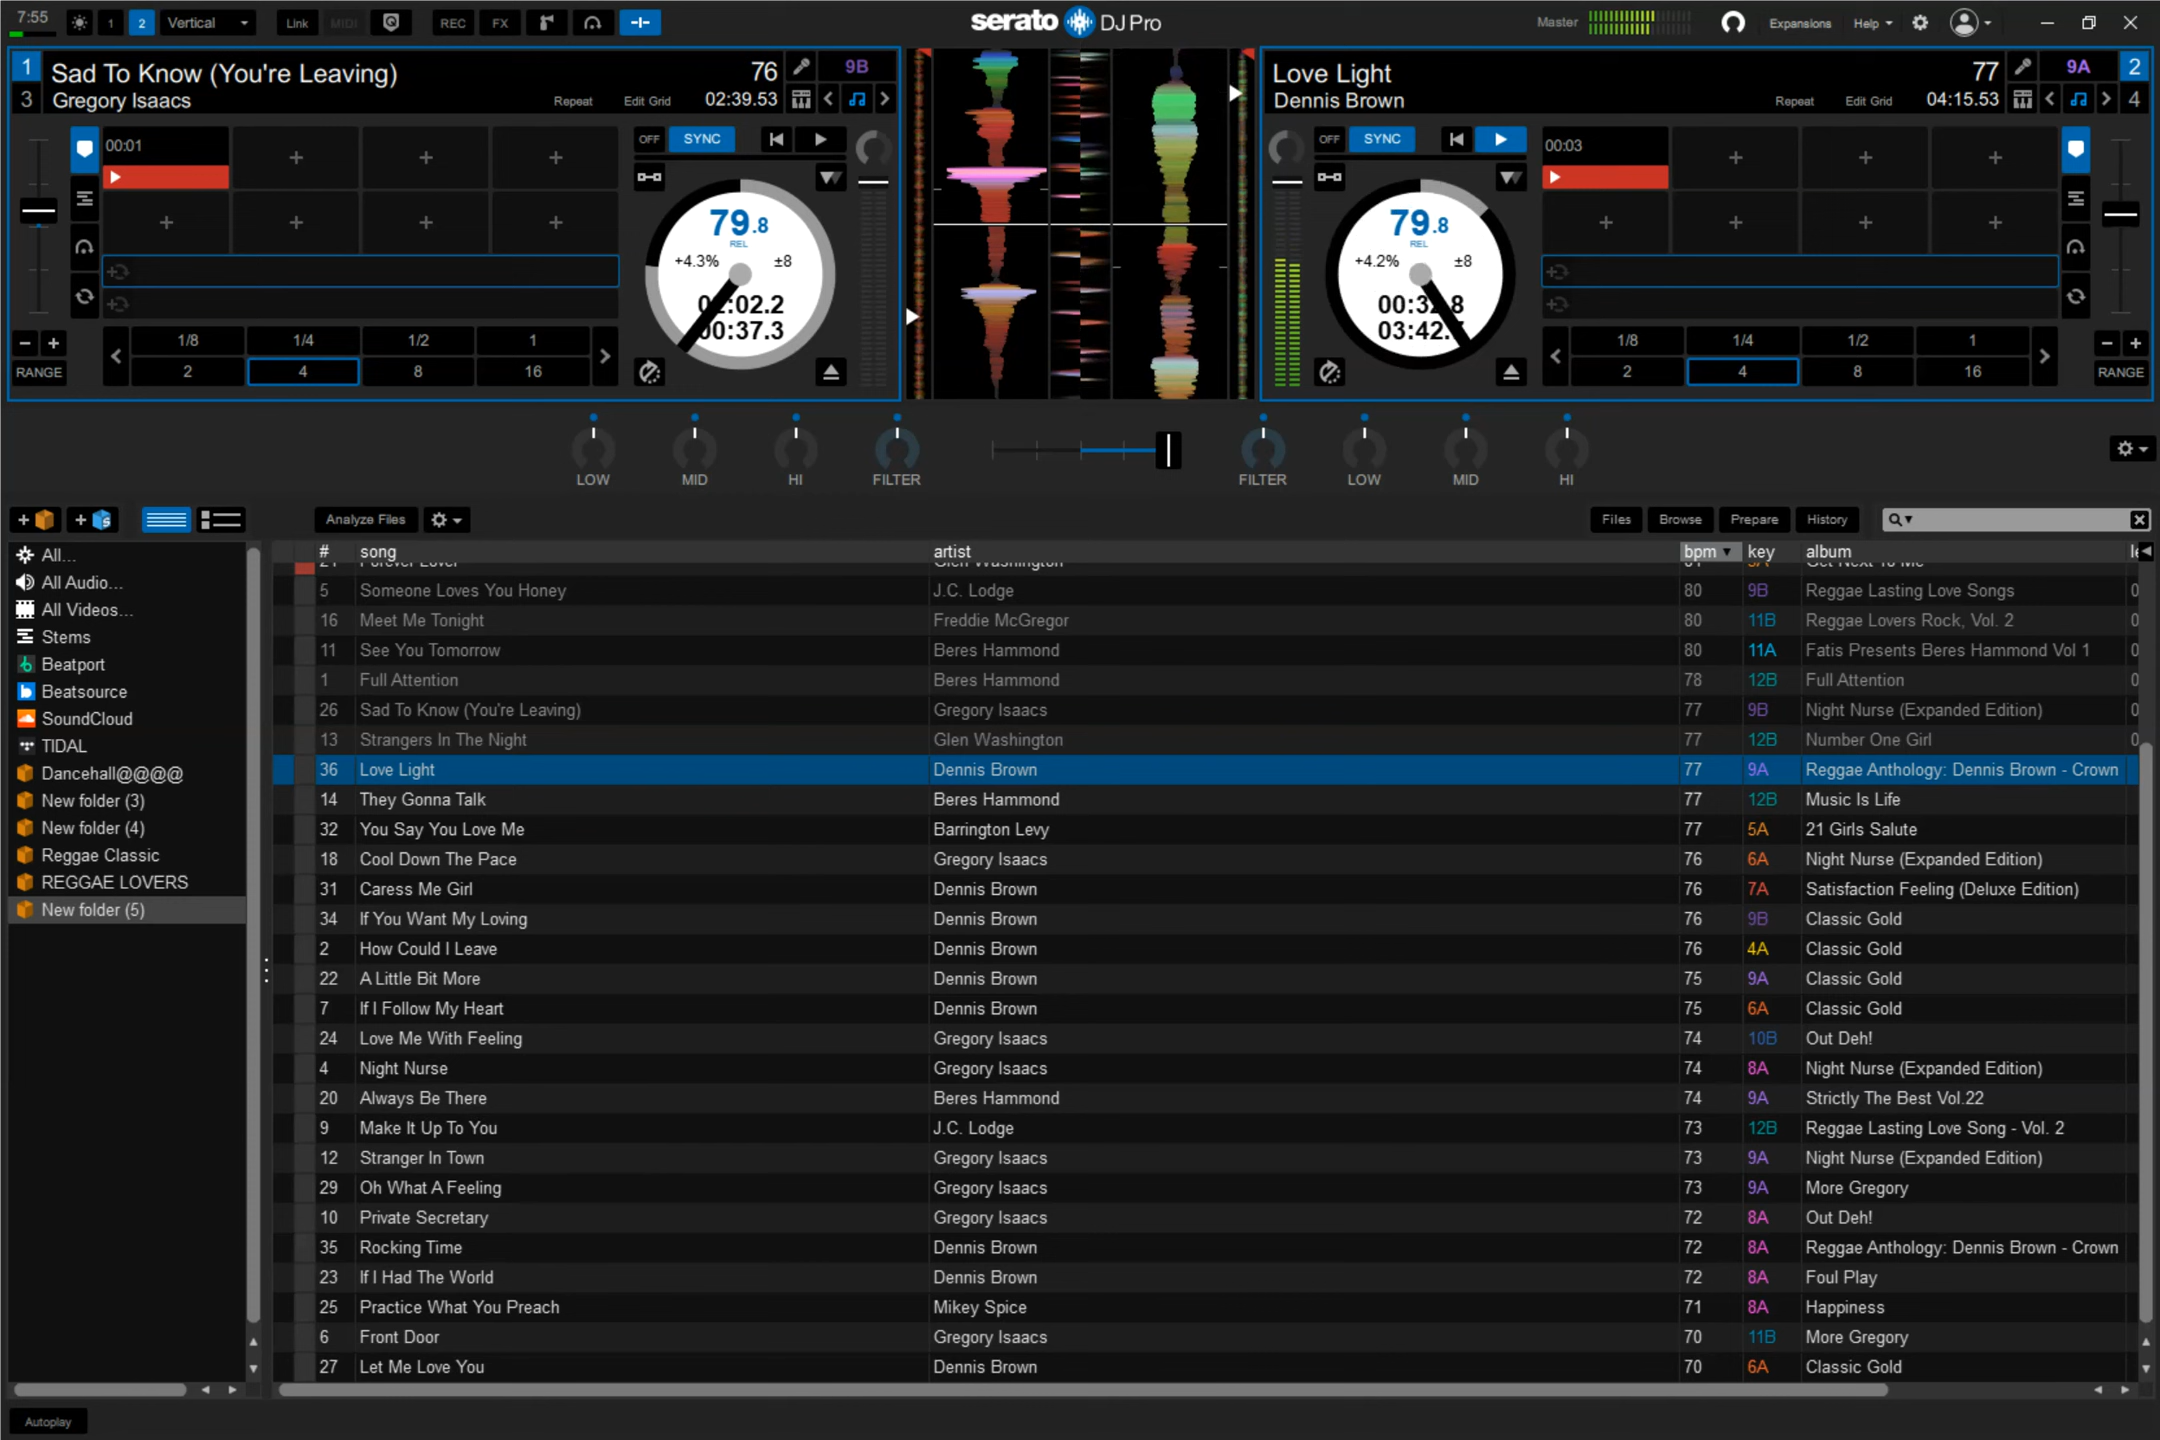 7:55 1 2 Vertical Link MIDI REC FX serato DJ Pro Master Expansions Help
1 Sad To Know (You're Leaving) 76 9B
3 Gregory Isaacs Repeat Edit Grid 02:39.53
Love Light 77 9A 2
Dennis Brown Repeat Edit Grid 04:15.53 4
00:01 OFF SYNC
79.8
REL
+4.3% ±8
00:37.3
1/8 1/4 1/2 1
2 4 8 16
RANGE
OFF SYNC 00:03
79.8
REL
+4.2% ±8
1/8 1/4 1/2 1
2 4 8 16
RANGE
LOW MID HI FILTER FILTER LOW MID HI
Analyze Files Files Browse Prepare History
All...
All Audio...
All Videos...
Stems
Beatport
Beatsource
SoundCloud
TIDAL
Dancehall@@@@
New folder (3)
New folder (4)
Reggae Classic
REGGAE LOVERS
New folder (5)
# song artist bpm key album
21 Forever Lover Glen Washington 81 Get Next To Me
5 Someone Loves You Honey J.C. Lodge 80 9B Reggae Lasting Love Songs 0
16 Meet Me Tonight Freddie McGregor 80 11B Reggae Lovers Rock, Vol. 2 0
11 See You Tomorrow Beres Hammond 80 11A Fatis Presents Beres Hammond Vol 1 0
1 Full Attention Beres Hammond 78 12B Full Attention 0
26 Sad To Know (You're Leaving) Gregory Isaacs 77 9B Night Nurse (Expanded Edition) 0
13 Strangers In The Night Glen Washington 77 12B Number One Girl 0
36 Love Light Dennis Brown 77 9A Reggae Anthology: Dennis Brown - Crown
14 They Gonna Talk Beres Hammond 77 12B Music Is Life
32 You Say You Love Me Barrington Levy 77 5A 21 Girls Salute
18 Cool Down The Pace Gregory Isaacs 76 6A Night Nurse (Expanded Edition)
31 Caress Me Girl Dennis Brown 76 7A Satisfaction Feeling (Deluxe Edition)
34 If You Want My Loving Dennis Brown 76 9B Classic Gold
2 How Could I Leave Dennis Brown 76 4A Classic Gold
22 A Little Bit More Dennis Brown 75 9A Classic Gold
7 If I Follow My Heart Dennis Brown 75 6A Classic Gold
24 Love Me With Feeling Gregory Isaacs 74 10B Out Deh!
4 Night Nurse Gregory Isaacs 74 8A Night Nurse (Expanded Edition)
20 Always Be There Beres Hammond 74 9A Strictly The Best Vol.22
9 Make It Up To You J.C. Lodge 73 12B Reggae Lasting Love Song - Vol. 2
12 Stranger In Town Gregory Isaacs 73 9A Night Nurse (Expanded Edition)
29 Oh What A Feeling Gregory Isaacs 73 9A More Gregory
10 Private Secretary Gregory Isaacs 72 8A Out Deh!
35 Rocking Time Dennis Brown 72 8A Reggae Anthology: Dennis Brown - Crown
23 If I Had The World Dennis Brown 72 8A Foul Play
25 Practice What You Preach Mikey Spice 71 8A Happiness
6 Front Door Gregory Isaacs 70 11B More Gregory
27 Let Me Love You Dennis Brown 70 6A Classic Gold
Autoplay